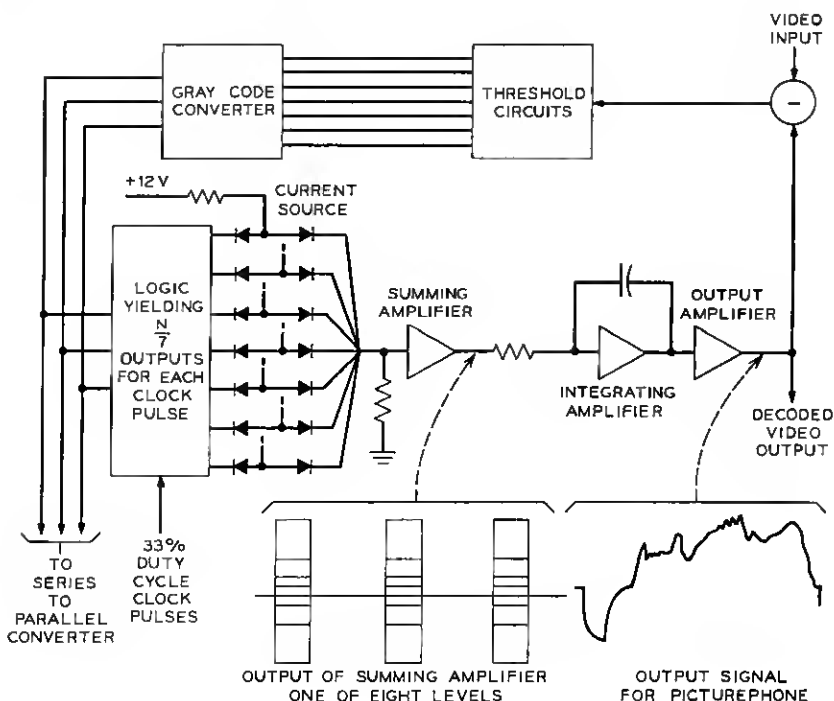 VIDEO
INPUT
GRAY CODE
CONVERTER
THRESHOLD
CIRCUITS
−
+12V
CURRENT
SOURCE
LOGIC
YIELDING
N
7
OUTPUTS
FOR EACH
CLOCK
PULSE
SUMMING
AMPLIFIER
OUTPUT
AMPLIFIER
INTEGRATING
AMPLIFIER
DECODED
VIDEO
OUTPUT
TO
SERIES
TO
PARALLEL
CONVERTER
33%
DUTY
CYCLE
CLOCK
PULSES
OUTPUT OF SUMMING AMPLIFIER
ONE OF EIGHT LEVELS
OUTPUT SIGNAL
FOR PICTUREPHONE